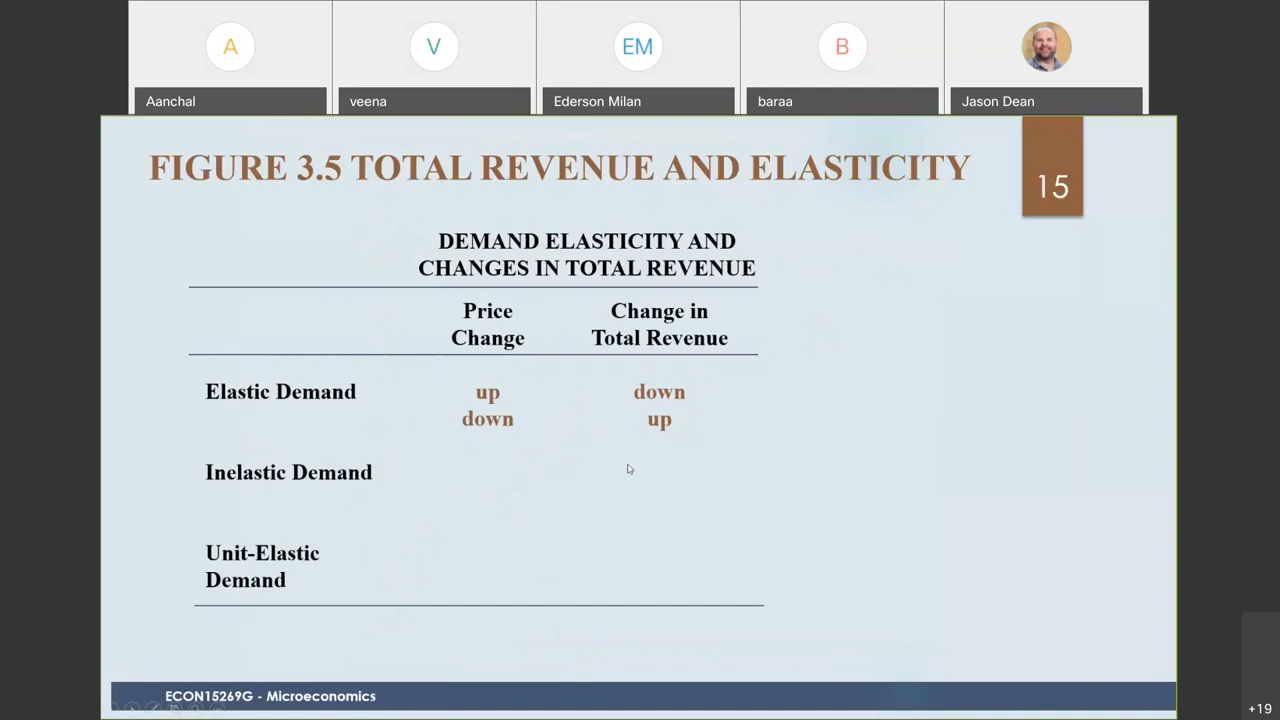 A
V
EM
B
Aanchal
veena
Ederson Milan
baraa
Jason Dean
FIGURE 3.5 TOTAL REVENUE AND ELASTICITY
15
DEMAND ELASTICITY AND
CHANGES IN TOTAL REVENUE
Price
Change
Change in
Total Revenue
Elastic Demand
up
down
down
up
Inelastic Demand
Unit-Elastic
Demand
ECON15269G - Microeconomics
+19